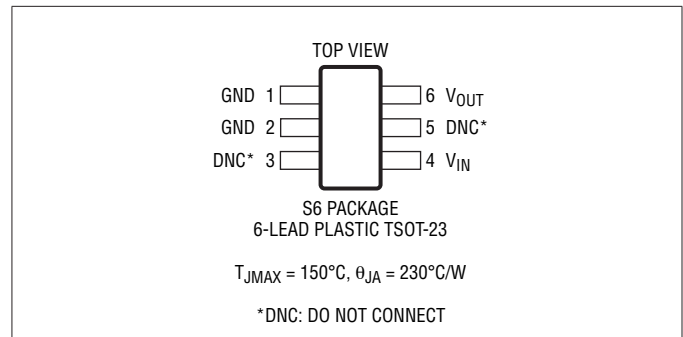 TOP VIEW
GND 1
GND 2
DNC* 3
6 VOUT
5 DNC*
4 VIN
S6 PACKAGE
6-LEAD PLASTIC TSOT-23
TJMAX = 150°C, θJA = 230°C/W
*DNC: DO NOT CONNECT